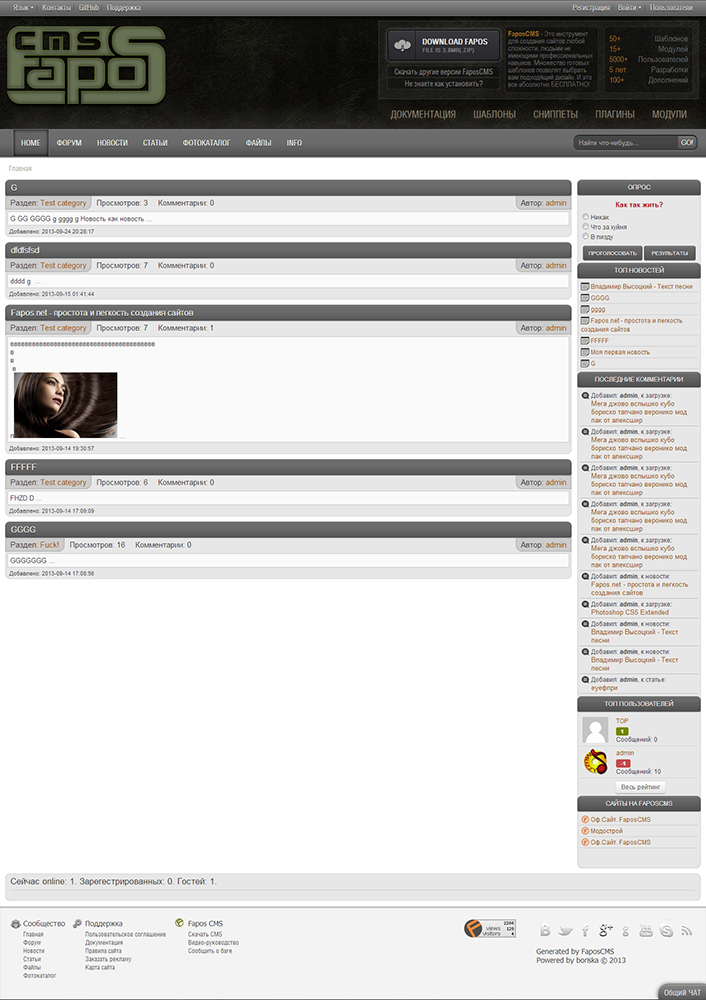 Язык
Контакты
GitHub
Поддержка
Регистрация
Войти
Пользователи
CMS
Fapos
DOWNLOAD FAPOS
FILE IS 3.8MB(.ZIP)
Скачать другие версии FaposCMS
Не знаете как установить?
FaposCMS - Это инструмент
для создания сайтов любой
сложности, людьми не
имеющими профессиональных
навыков. Множество готовых
шаблонов позволят выбрать
вам подходящий дизайн. И это
все абсолютно БЕСПЛАТНО!
50+ Шаблонов
15+ Модулей
5000+ Пользователей
5 лет Разработки
100+ Дополнений
ДОКУМЕНТАЦИЯ
ШАБЛОНЫ
СНИППЕТЫ
ПЛАГИНЫ
МОДУЛИ
HOME
ФОРУМ
НОВОСТИ
СТАТЬИ
ФОТОКАТАЛОГ
ФАЙЛЫ
INFO
Найти что-нибудь...
GO!
Главная
G
Раздел: Test category Просмотров: 3 Комментарии: 0 Автор: admin
G GG GGGG g gggg g Новость как новость ...
Добавлено: 2013-09-24 20:28:17
dfdfsfsd
Раздел: Test category Просмотров: 7 Комментарии: 0 Автор: admin
dddd g ...
Добавлено: 2013-09-15 01:41:44
Fapos.net - простота и легкость создания сайтов
Раздел: Test category Просмотров: 7 Комментарии: 1 Автор: admin
...
Добавлено: 2013-09-14 19:30:57
FFFFF
Раздел: Test category Просмотров: 6 Комментарии: 0 Автор: admin
FHZD D ...
Добавлено: 2013-09-14 17:09:09
GGGG
Раздел: Fuck! Просмотров: 16 Комментарии: 0 Автор: admin
GGGGGGG ...
Добавлено: 2013-09-14 17:08:56
ОПРОС
Как так жить?
Никак
Что за хуйня
В пизду
ПРОГОЛОСОВАТЬ
РЕЗУЛЬТАТЫ
ТОП НОВОСТЕЙ
Владимир Высоцкий - Текст песни
GGGG
gggg
Fapos.net - простота и легкость
создания сайтов
FFFFF
Моя первая новость
G
ПОСЛЕДНИЕ КОММЕНТАРИИ
Добавил: admin, к загрузке:
Мега джово вспышко кубо
бориско тапчано веронико мод
пак от апексшир
Добавил: admin, к загрузке:
Мега джово вспышко кубо
бориско тапчано веронико мод
пак от апексшир
Добавил: admin, к загрузке:
Мега джово вспышко кубо
бориско тапчано веронико мод
пак от апексшир
Добавил: admin, к загрузке:
Мега джово вспышко кубо
бориско тапчано веронико мод
пак от апексшир
Добавил: admin, к загрузке:
Мега джово вспышко кубо
бориско тапчано веронико мод
пак от апексшир
Добавил: admin, к новости:
Fapos.net - простота и легкость
создания сайтов
Добавил: admin, к загрузке:
Photoshop CS5 Extended
Добавил: admin, к новости:
Владимир Высоцкий - Текст
песни
Добавил: admin, к новости:
Владимир Высоцкий - Текст
песни
Добавил: admin, к статье:
еуефпри
ТОП ПОЛЬЗОВАТЕЛЕЙ
TOP
1
Сообщений: 0
admin
-1
Сообщений: 10
Весь рейтинг
САЙТЫ НА FAPOSCMS
Оф.Сайт. FaposCMS
Модострой
Оф.Сайт. FaposCMS
Сейчас online: 1. Зарегестрированных: 0. Гостей: 1.
Сообщество
Главная
Форум
Новости
Статьи
Файлы
Фотокаталог
Поддержка
Пользовательское соглашение
Документация
Правила сайта
Заказать рекламу
Карта сайта
Fapos CMS
Скачать CMS
Видео-руководство
Сообщить о баге
views
visitors
2208
129
4
Generated by FaposCMS
Powered by boriska © 2013
Общий ЧАТ